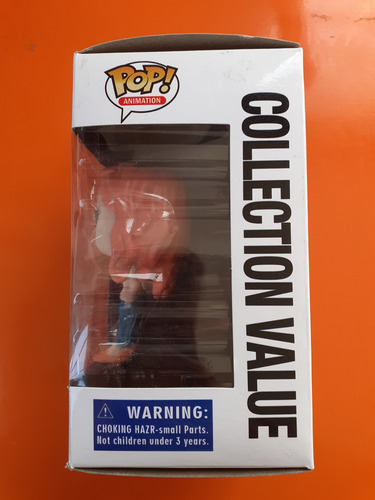 POP!
ANIMATION
COLLECTION VALUE
WARNING:
CHOKING HAZR-small Parts.
Not children under 3 years.